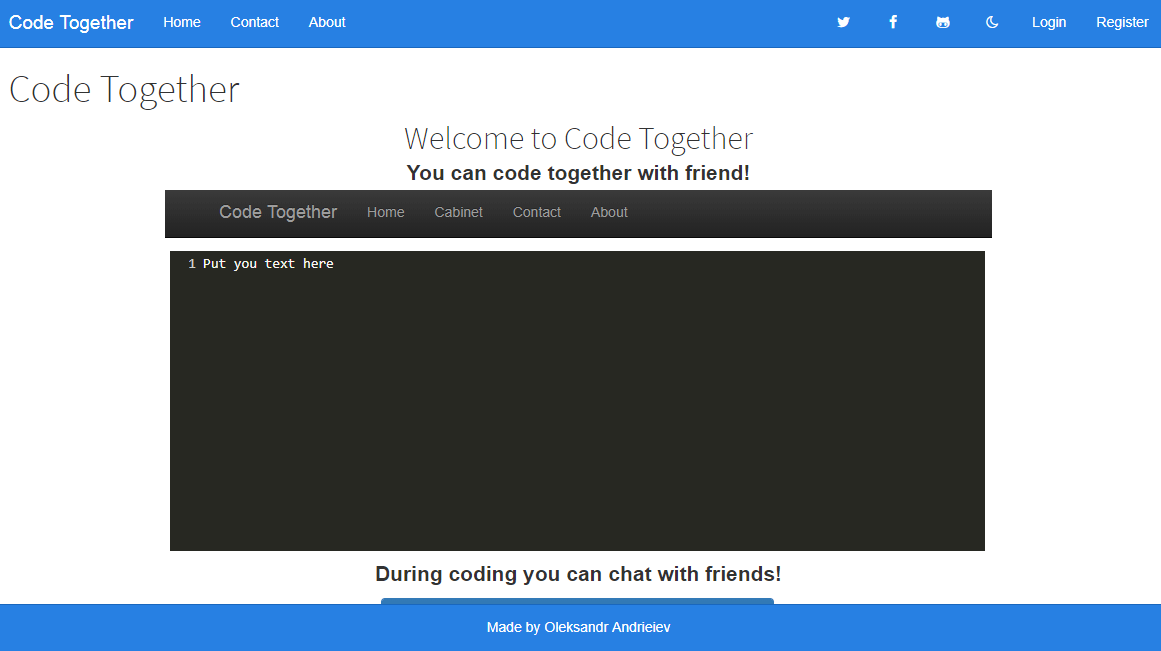 Code Together Home Contact About Login Register
Code Together
Welcome to Code Together
You can code together with friend!
Code Together Home Cabinet Contact About
1 Put you text here
During coding you can chat with friends!
Made by Oleksandr Andrieiev